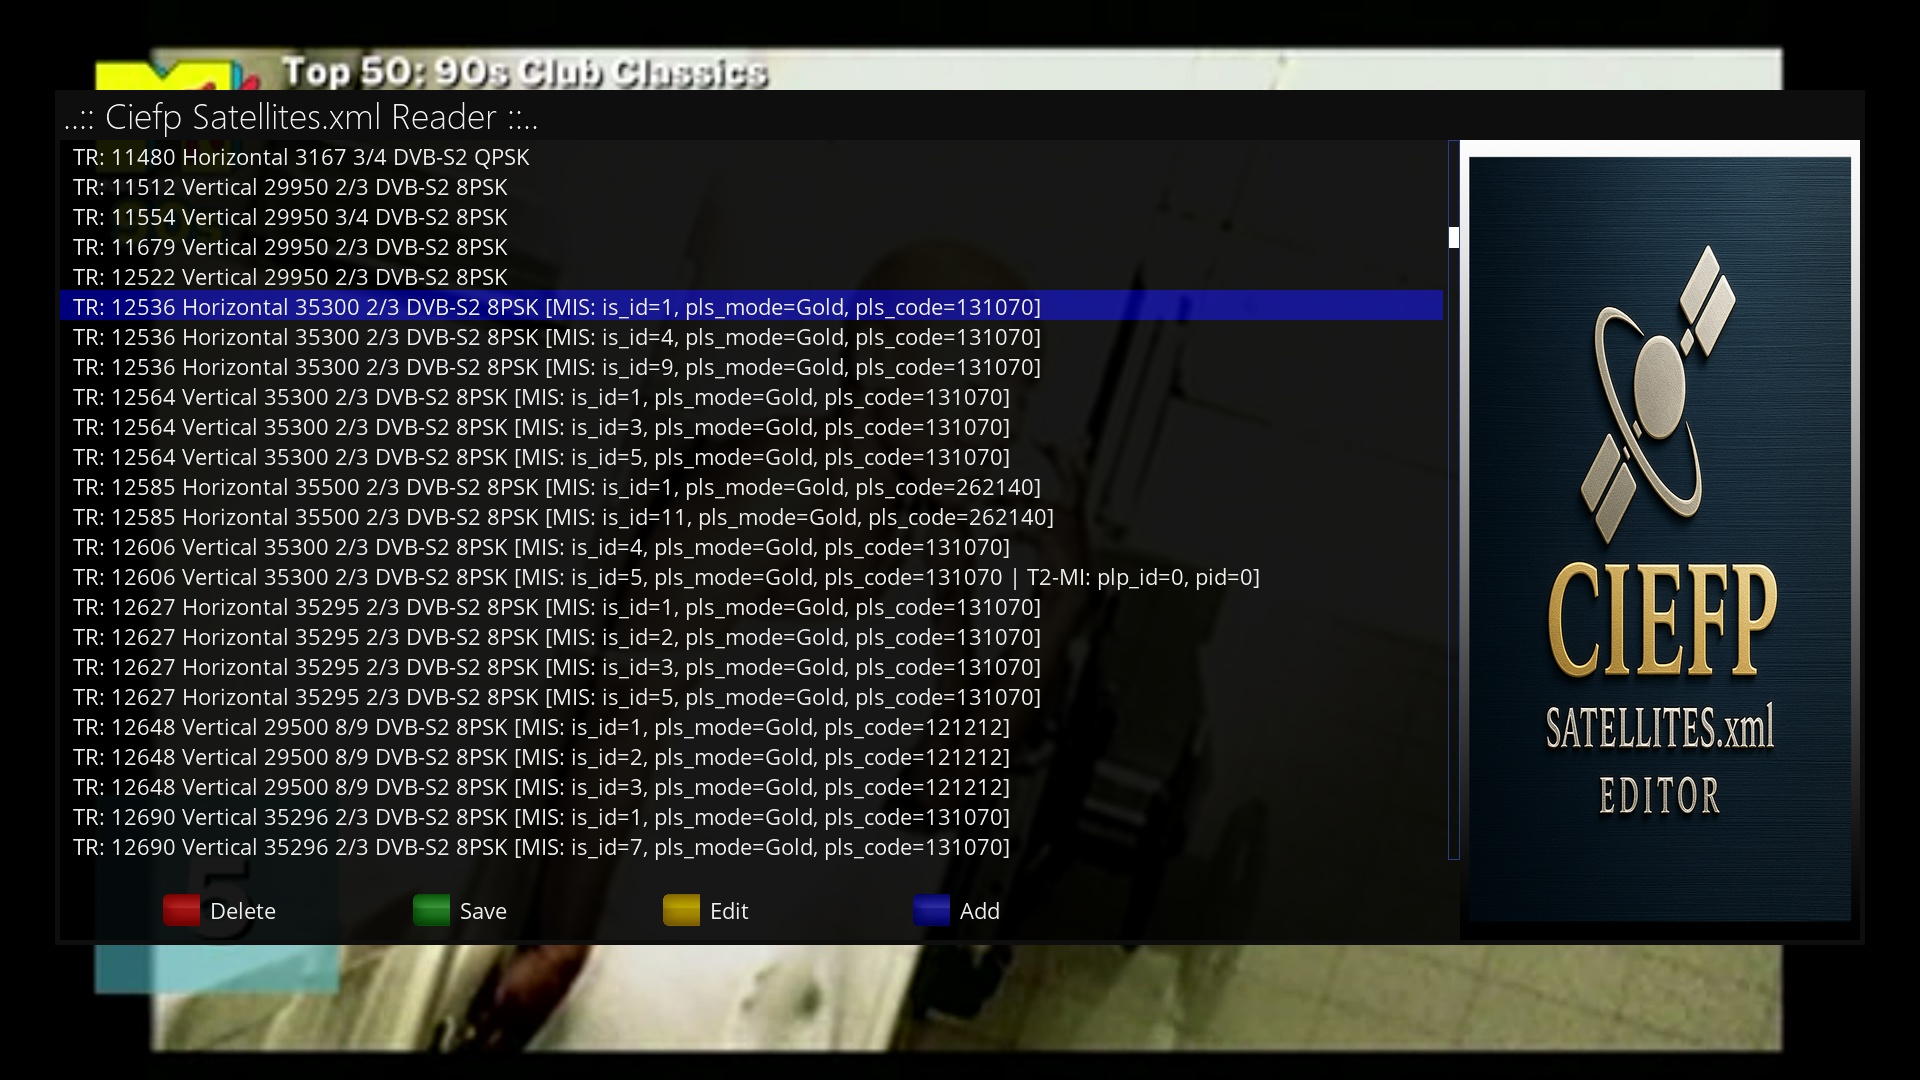 Top 50: 90s Club Classics
..:: Ciefp Satellites.xml Reader ::..
TR: 11480 Horizontal 3167 3/4 DVB-S2 QPSK
TR: 11512 Vertical 29950 2/3 DVB-S2 8PSK
TR: 11554 Vertical 29950 3/4 DVB-S2 8PSK
TR: 11679 Vertical 29950 2/3 DVB-S2 8PSK
TR: 12522 Vertical 29950 2/3 DVB-S2 8PSK
TR: 12536 Horizontal 35300 2/3 DVB-S2 8PSK [MIS: is_id=1, pls_mode=Gold, pls_code=131070]
TR: 12536 Horizontal 35300 2/3 DVB-S2 8PSK [MIS: is_id=4, pls_mode=Gold, pls_code=131070]
TR: 12536 Horizontal 35300 2/3 DVB-S2 8PSK [MIS: is_id=9, pls_mode=Gold, pls_code=131070]
TR: 12564 Vertical 35300 2/3 DVB-S2 8PSK [MIS: is_id=1, pls_mode=Gold, pls_code=131070]
TR: 12564 Vertical 35300 2/3 DVB-S2 8PSK [MIS: is_id=3, pls_mode=Gold, pls_code=131070]
TR: 12564 Vertical 35300 2/3 DVB-S2 8PSK [MIS: is_id=5, pls_mode=Gold, pls_code=131070]
TR: 12585 Horizontal 35500 2/3 DVB-S2 8PSK [MIS: is_id=1, pls_mode=Gold, pls_code=262140]
TR: 12585 Horizontal 35500 2/3 DVB-S2 8PSK [MIS: is_id=11, pls_mode=Gold, pls_code=262140]
TR: 12606 Vertical 35300 2/3 DVB-S2 8PSK [MIS: is_id=4, pls_mode=Gold, pls_code=131070]
TR: 12606 Vertical 35300 2/3 DVB-S2 8PSK [MIS: is_id=5, pls_mode=Gold, pls_code=131070 | T2-MI: plp_id=0, pid=0]
TR: 12627 Horizontal 35295 2/3 DVB-S2 8PSK [MIS: is_id=1, pls_mode=Gold, pls_code=131070]
TR: 12627 Horizontal 35295 2/3 DVB-S2 8PSK [MIS: is_id=2, pls_mode=Gold, pls_code=131070]
TR: 12627 Horizontal 35295 2/3 DVB-S2 8PSK [MIS: is_id=3, pls_mode=Gold, pls_code=131070]
TR: 12627 Horizontal 35295 2/3 DVB-S2 8PSK [MIS: is_id=5, pls_mode=Gold, pls_code=131070]
TR: 12648 Vertical 29500 8/9 DVB-S2 8PSK [MIS: is_id=1, pls_mode=Gold, pls_code=121212]
TR: 12648 Vertical 29500 8/9 DVB-S2 8PSK [MIS: is_id=2, pls_mode=Gold, pls_code=121212]
TR: 12648 Vertical 29500 8/9 DVB-S2 8PSK [MIS: is_id=3, pls_mode=Gold, pls_code=121212]
TR: 12690 Vertical 35296 2/3 DVB-S2 8PSK [MIS: is_id=1, pls_mode=Gold, pls_code=131070]
TR: 12690 Vertical 35296 2/3 DVB-S2 8PSK [MIS: is_id=7, pls_mode=Gold, pls_code=131070]
Delete Save Edit Add
CIEFP
SATELLITES.xml
EDITOR